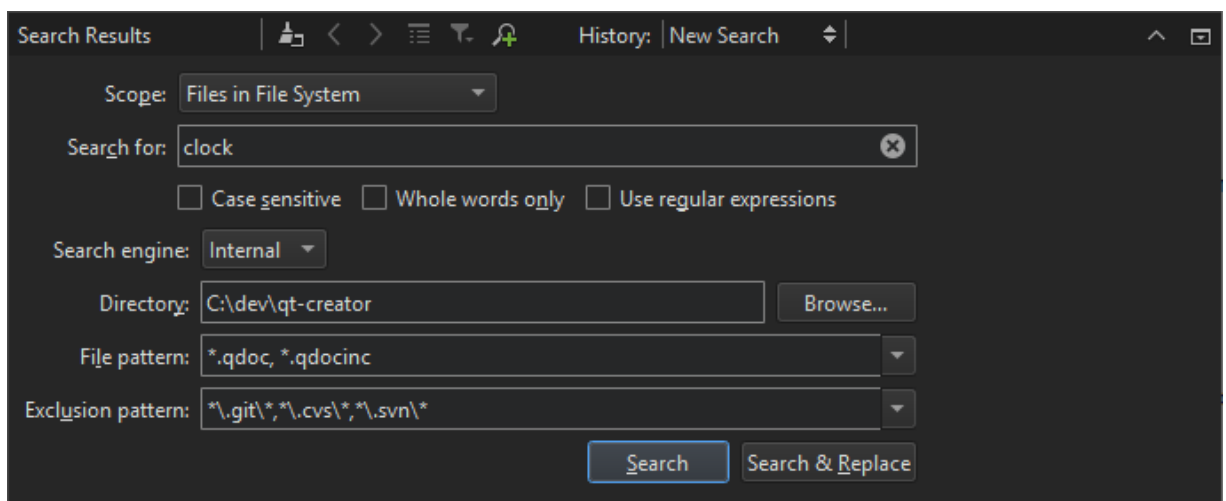 Search Results History: New Search
Scope: Files in File System
Search for: clock
Case sensitive Whole words only Use regular expressions
Search engine: Internal
Directory: C:\dev\qt-creator Browse...
File pattern: *.qdoc, *.qdocinc
Exclusion pattern: *\.git\*,*\.cvs\*,*\.svn\*
Search Search & Replace